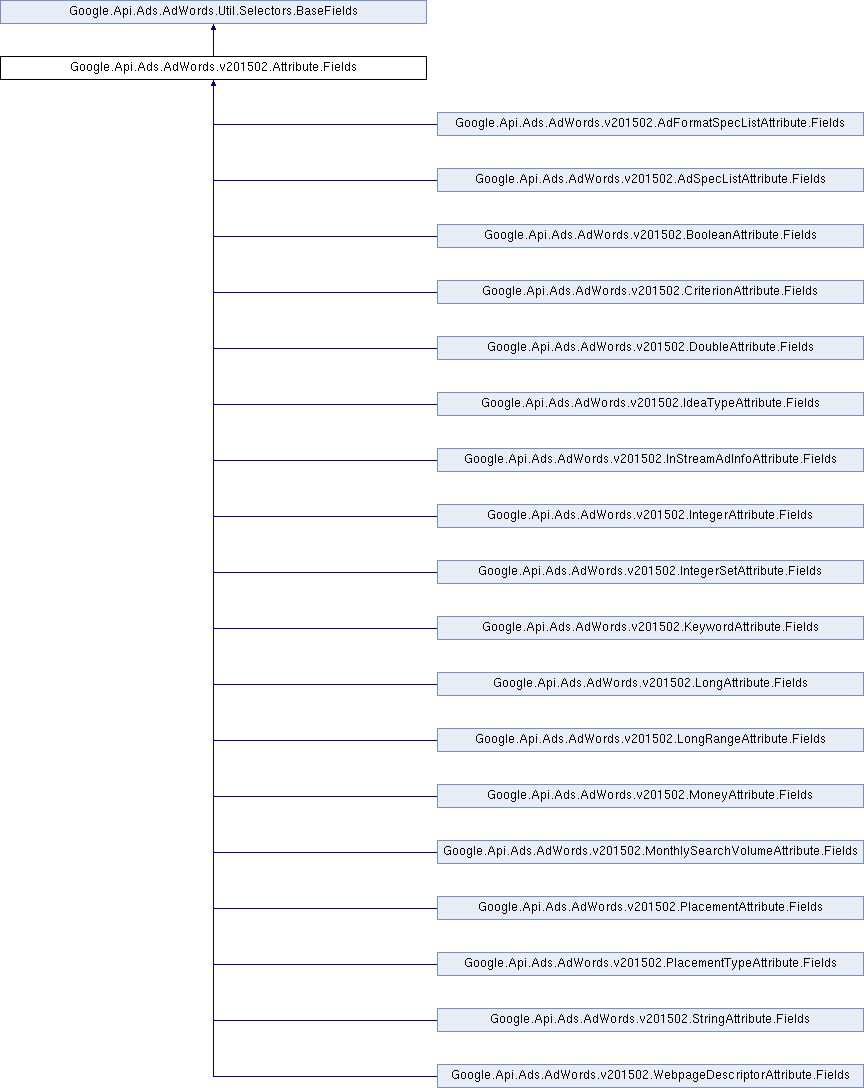 Google.Api.Ads.AdWords.Util.Selectors.BaseFields
Google.Api.Ads.AdWords.v201502.Attribute.Fields
Google.Api.Ads.AdWords.v201502.AdFormatSpecListAttribute.Fields
Google.Api.Ads.AdWords.v201502.AdSpecListAttribute.Fields
Google.Api.Ads.AdWords.v201502.BooleanAttribute.Fields
Google.Api.Ads.AdWords.v201502.CriterionAttribute.Fields
Google.Api.Ads.AdWords.v201502.DoubleAttribute.Fields
Google.Api.Ads.AdWords.v201502.IdeaTypeAttribute.Fields
Google.Api.Ads.AdWords.v201502.InStreamAdInfoAttribute.Fields
Google.Api.Ads.AdWords.v201502.IntegerAttribute.Fields
Google.Api.Ads.AdWords.v201502.IntegerSetAttribute.Fields
Google.Api.Ads.AdWords.v201502.KeywordAttribute.Fields
Google.Api.Ads.AdWords.v201502.LongAttribute.Fields
Google.Api.Ads.AdWords.v201502.LongRangeAttribute.Fields
Google.Api.Ads.AdWords.v201502.MoneyAttribute.Fields
Google.Api.Ads.AdWords.v201502.MonthlySearchVolumeAttribute.Fields
Google.Api.Ads.AdWords.v201502.PlacementAttribute.Fields
Google.Api.Ads.AdWords.v201502.PlacementTypeAttribute.Fields
Google.Api.Ads.AdWords.v201502.StringAttribute.Fields
Google.Api.Ads.AdWords.v201502.WebpageDescriptorAttribute.Fields